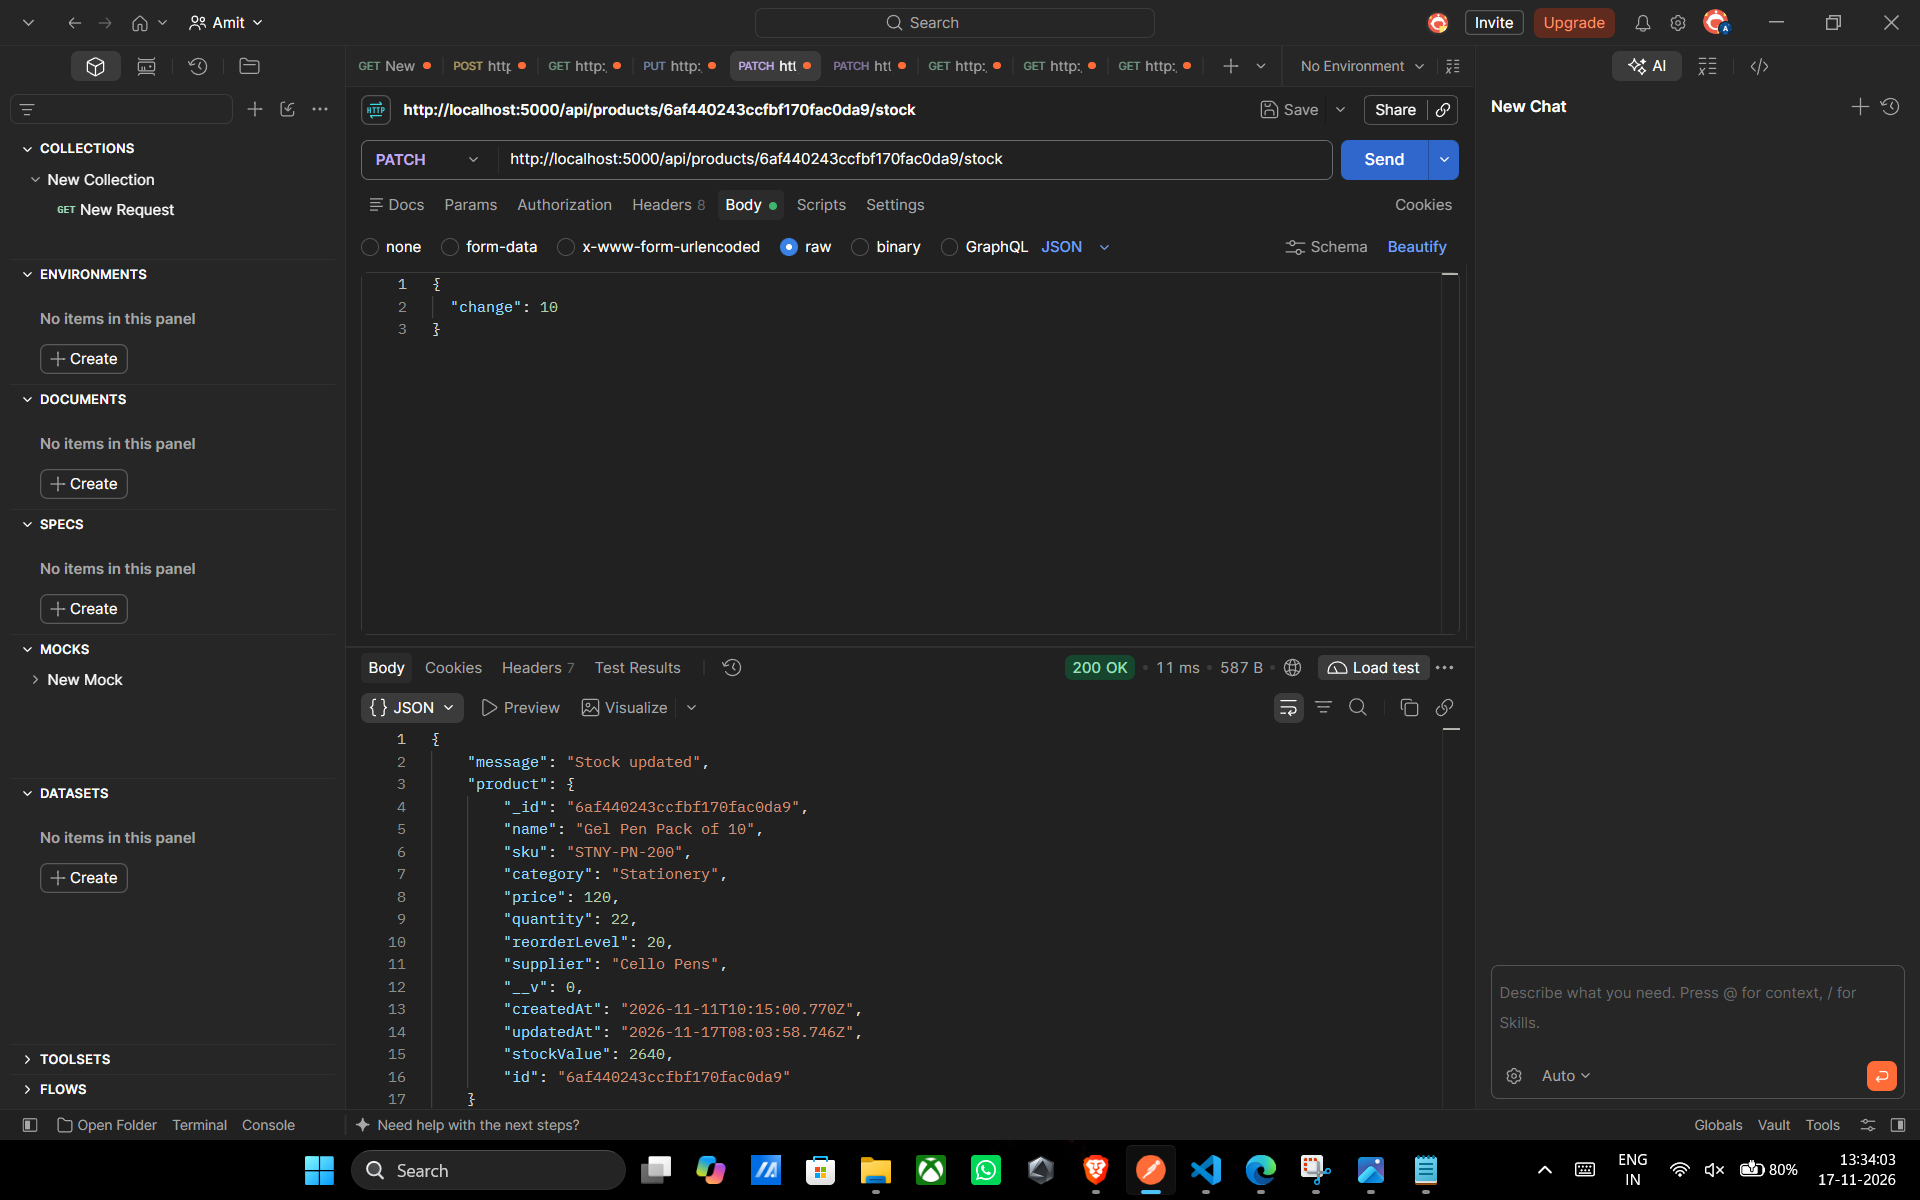 Amit
Search
Invite
Upgrade
A
GET New
POST http
GET http:
PUT http:
PATCH htt
PATCH htt
GET http:
GET http:
GET http:
No Environment
AI
HTTP
http://localhost:5000/api/products/6af440243ccfbf170fac0da9/stock
Save
Share
New Chat
COLLECTIONS
New Collection
GET New Request
PATCH
http://localhost:5000/api/products/6af440243ccfbf170fac0da9/stock
Send
Docs
Params
Authorization
Headers 8
Body
Scripts
Settings
Cookies
none
form-data
x-www-form-urlencoded
raw
binary
GraphQL
JSON
Schema
Beautify
1 {
2 "change": 10
3 }
ENVIRONMENTS
No items in this panel
Create
DOCUMENTS
No items in this panel
Create
SPECS
No items in this panel
Create
MOCKS
New Mock
DATASETS
No items in this panel
Create
TOOLSETS
FLOWS
Body
Cookies
Headers 7
Test Results
200 OK
11 ms
587 B
Load test
{} JSON
Preview
Visualize
1 {
2 "message": "Stock updated",
3 "product": {
4 "_id": "6af440243ccfbf170fac0da9",
5 "name": "Gel Pen Pack of 10",
6 "sku": "STNY-PN-200",
7 "category": "Stationery",
8 "price": 120,
9 "quantity": 22,
10 "reorderLevel": 20,
11 "supplier": "Cello Pens",
12 "__v": 0,
13 "createdAt": "2026-11-11T10:15:00.770Z",
14 "updatedAt": "2026-11-17T08:03:58.746Z",
15 "stockValue": 2640,
16 "id": "6af440243ccfbf170fac0da9"
17 }
Describe what you need. Press @ for context, / for
Skills.
Auto
Open Folder
Terminal
Console
Need help with the next steps?
Globals
Vault
Tools
Search
ENG
IN
80%
13:34:03
17-11-2026